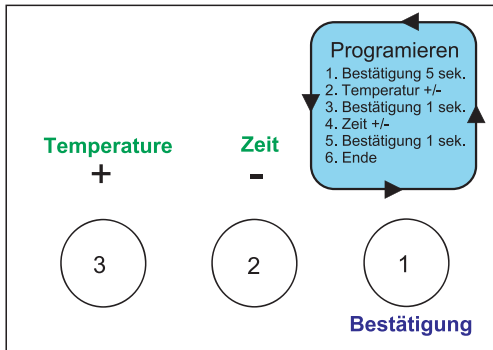 Programieren
1. Bestätigung 5 sek.
2. Temperatur +/-
3. Bestätigung 1 sek.
4. Zeit +/-
5. Bestätigung 1 sek.
6. Ende
Temperature Zeit
+ -
3 2 1
Bestätigung